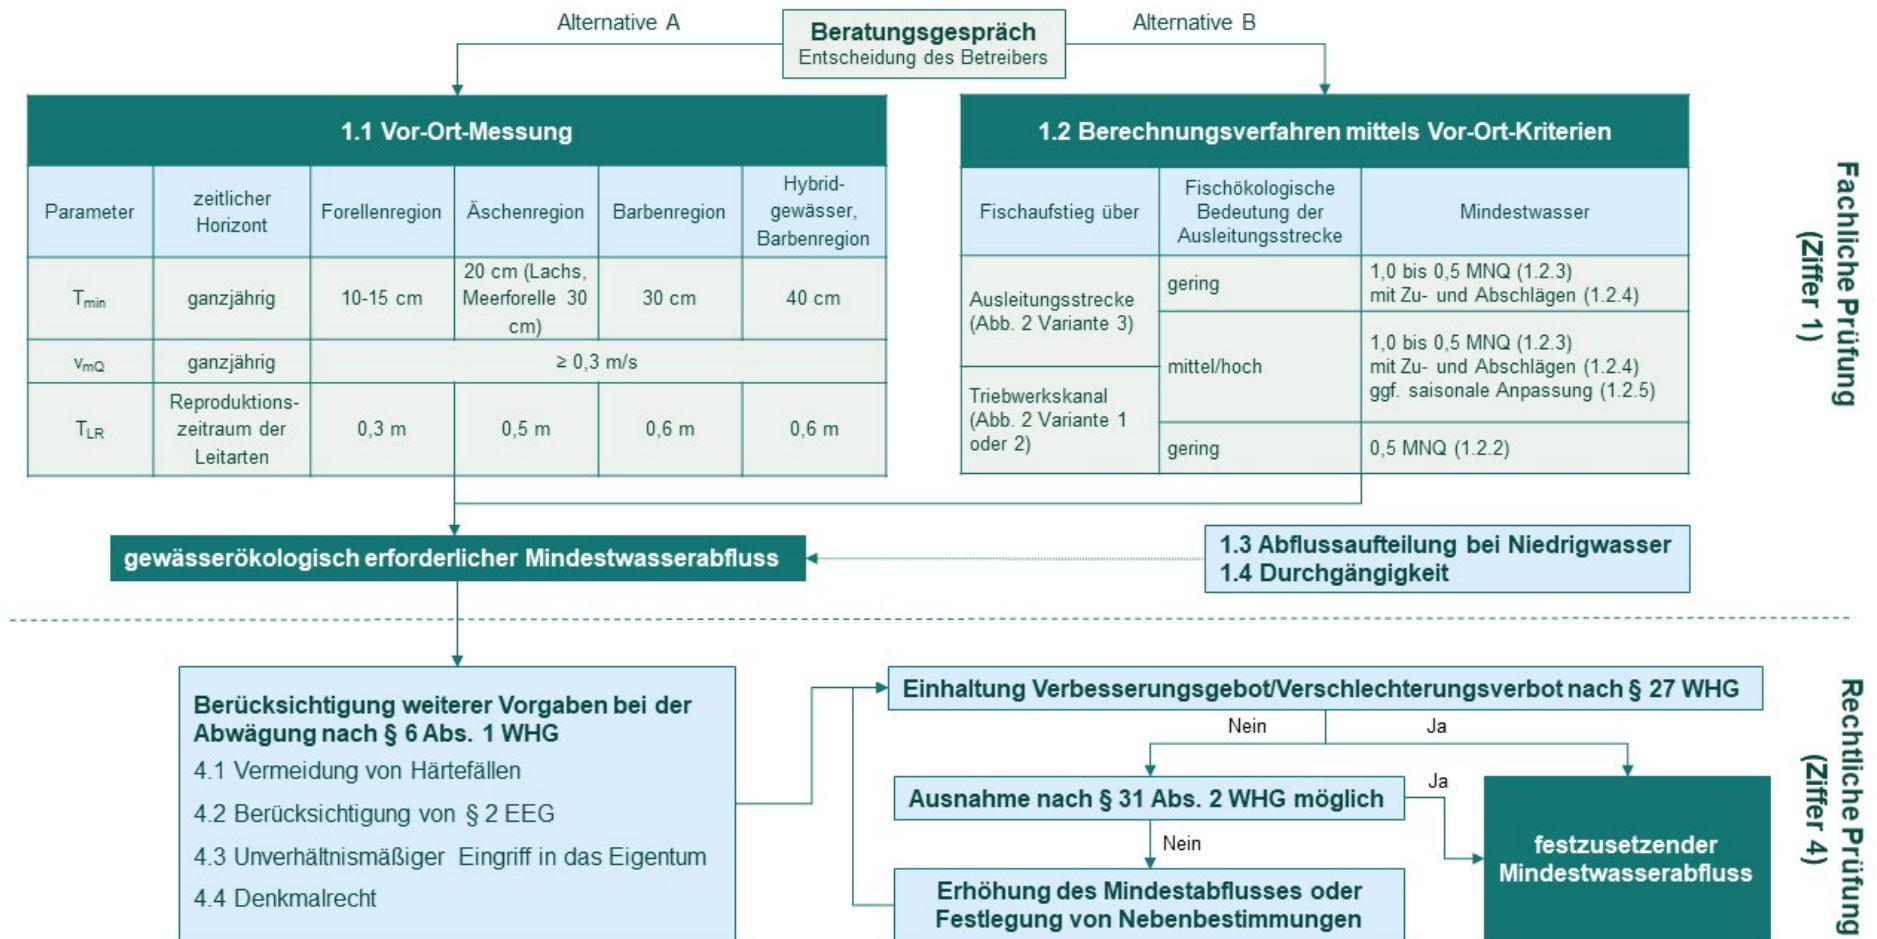 Alternative A
Beratungsgespräch
Entscheidung des Betreibers
Alternative B
1.1 Vor-Ort-Messung
Parameter
zeitlicher
Horizont
Forellenregion
Äschenregion
Barbenregion
Hybrid-
gewässer,
Barbenregion
Tmin
ganzjährig
10-15 cm
20 cm (Lachs,
Meerforelle 30
cm)
30 cm
40 cm
vmQ
ganzjährig
≥ 0,3 m/s
TLR
Reproduktions-
zeitraum der
Leitarten
0,3 m
0,5 m
0,6 m
0,6 m
1.2 Berechnungsverfahren mittels Vor-Ort-Kriterien
Fischaufstieg über
Fischökologische
Bedeutung der
Ausleitungsstrecke
Mindestwasser
Ausleitungsstrecke
(Abb. 2 Variante 3)
gering
1,0 bis 0,5 MNQ (1.2.3)
mit Zu- und Abschlägen (1.2.4)
mittel/hoch
1,0 bis 0,5 MNQ (1.2.3)
mit Zu- und Abschlägen (1.2.4)
ggf. saisonale Anpassung (1.2.5)
Triebwerkskanal
(Abb. 2 Variante 1
oder 2)
gering
0,5 MNQ (1.2.2)
Fachliche Prüfung
(Ziffer 1)
gewässerökologisch erforderlicher Mindestwasserabfluss
1.3 Abflussaufteilung bei Niedrigwasser
1.4 Durchgängigkeit
Berücksichtigung weiterer Vorgaben bei der
Abwägung nach § 6 Abs. 1 WHG
4.1 Vermeidung von Härtefällen
4.2 Berücksichtigung von § 2 EEG
4.3 Unverhältnismäßiger Eingriff in das Eigentum
4.4 Denkmalrecht
Einhaltung Verbesserungsgebot/Verschlechterungsverbot nach § 27 WHG
Nein
Ja
Ausnahme nach § 31 Abs. 2 WHG möglich
Ja
Nein
Erhöhung des Mindestabflusses oder
Festlegung von Nebenbestimmungen
festzusetzender
Mindestwasserabfluss
Rechtliche Prüfung
(Ziffer 4)